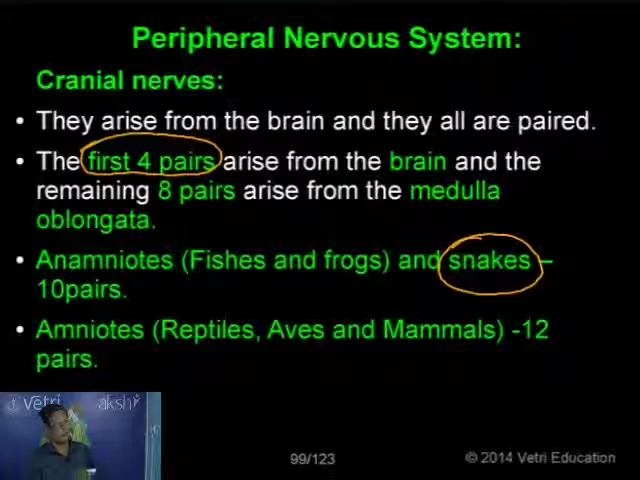 Peripheral Nervous System:
Cranial nerves:
• They arise from the brain and they all are paired.
• The first 4 pairs arise from the brain and the
remaining 8 pairs arise from the medulla
oblongata.
• Anamniotes (Fishes and frogs) and snakes –
10pairs.
• Amniotes (Reptiles, Aves and Mammals) -12
pairs.
vetri akshi
99/123
© 2014 Vetri Education